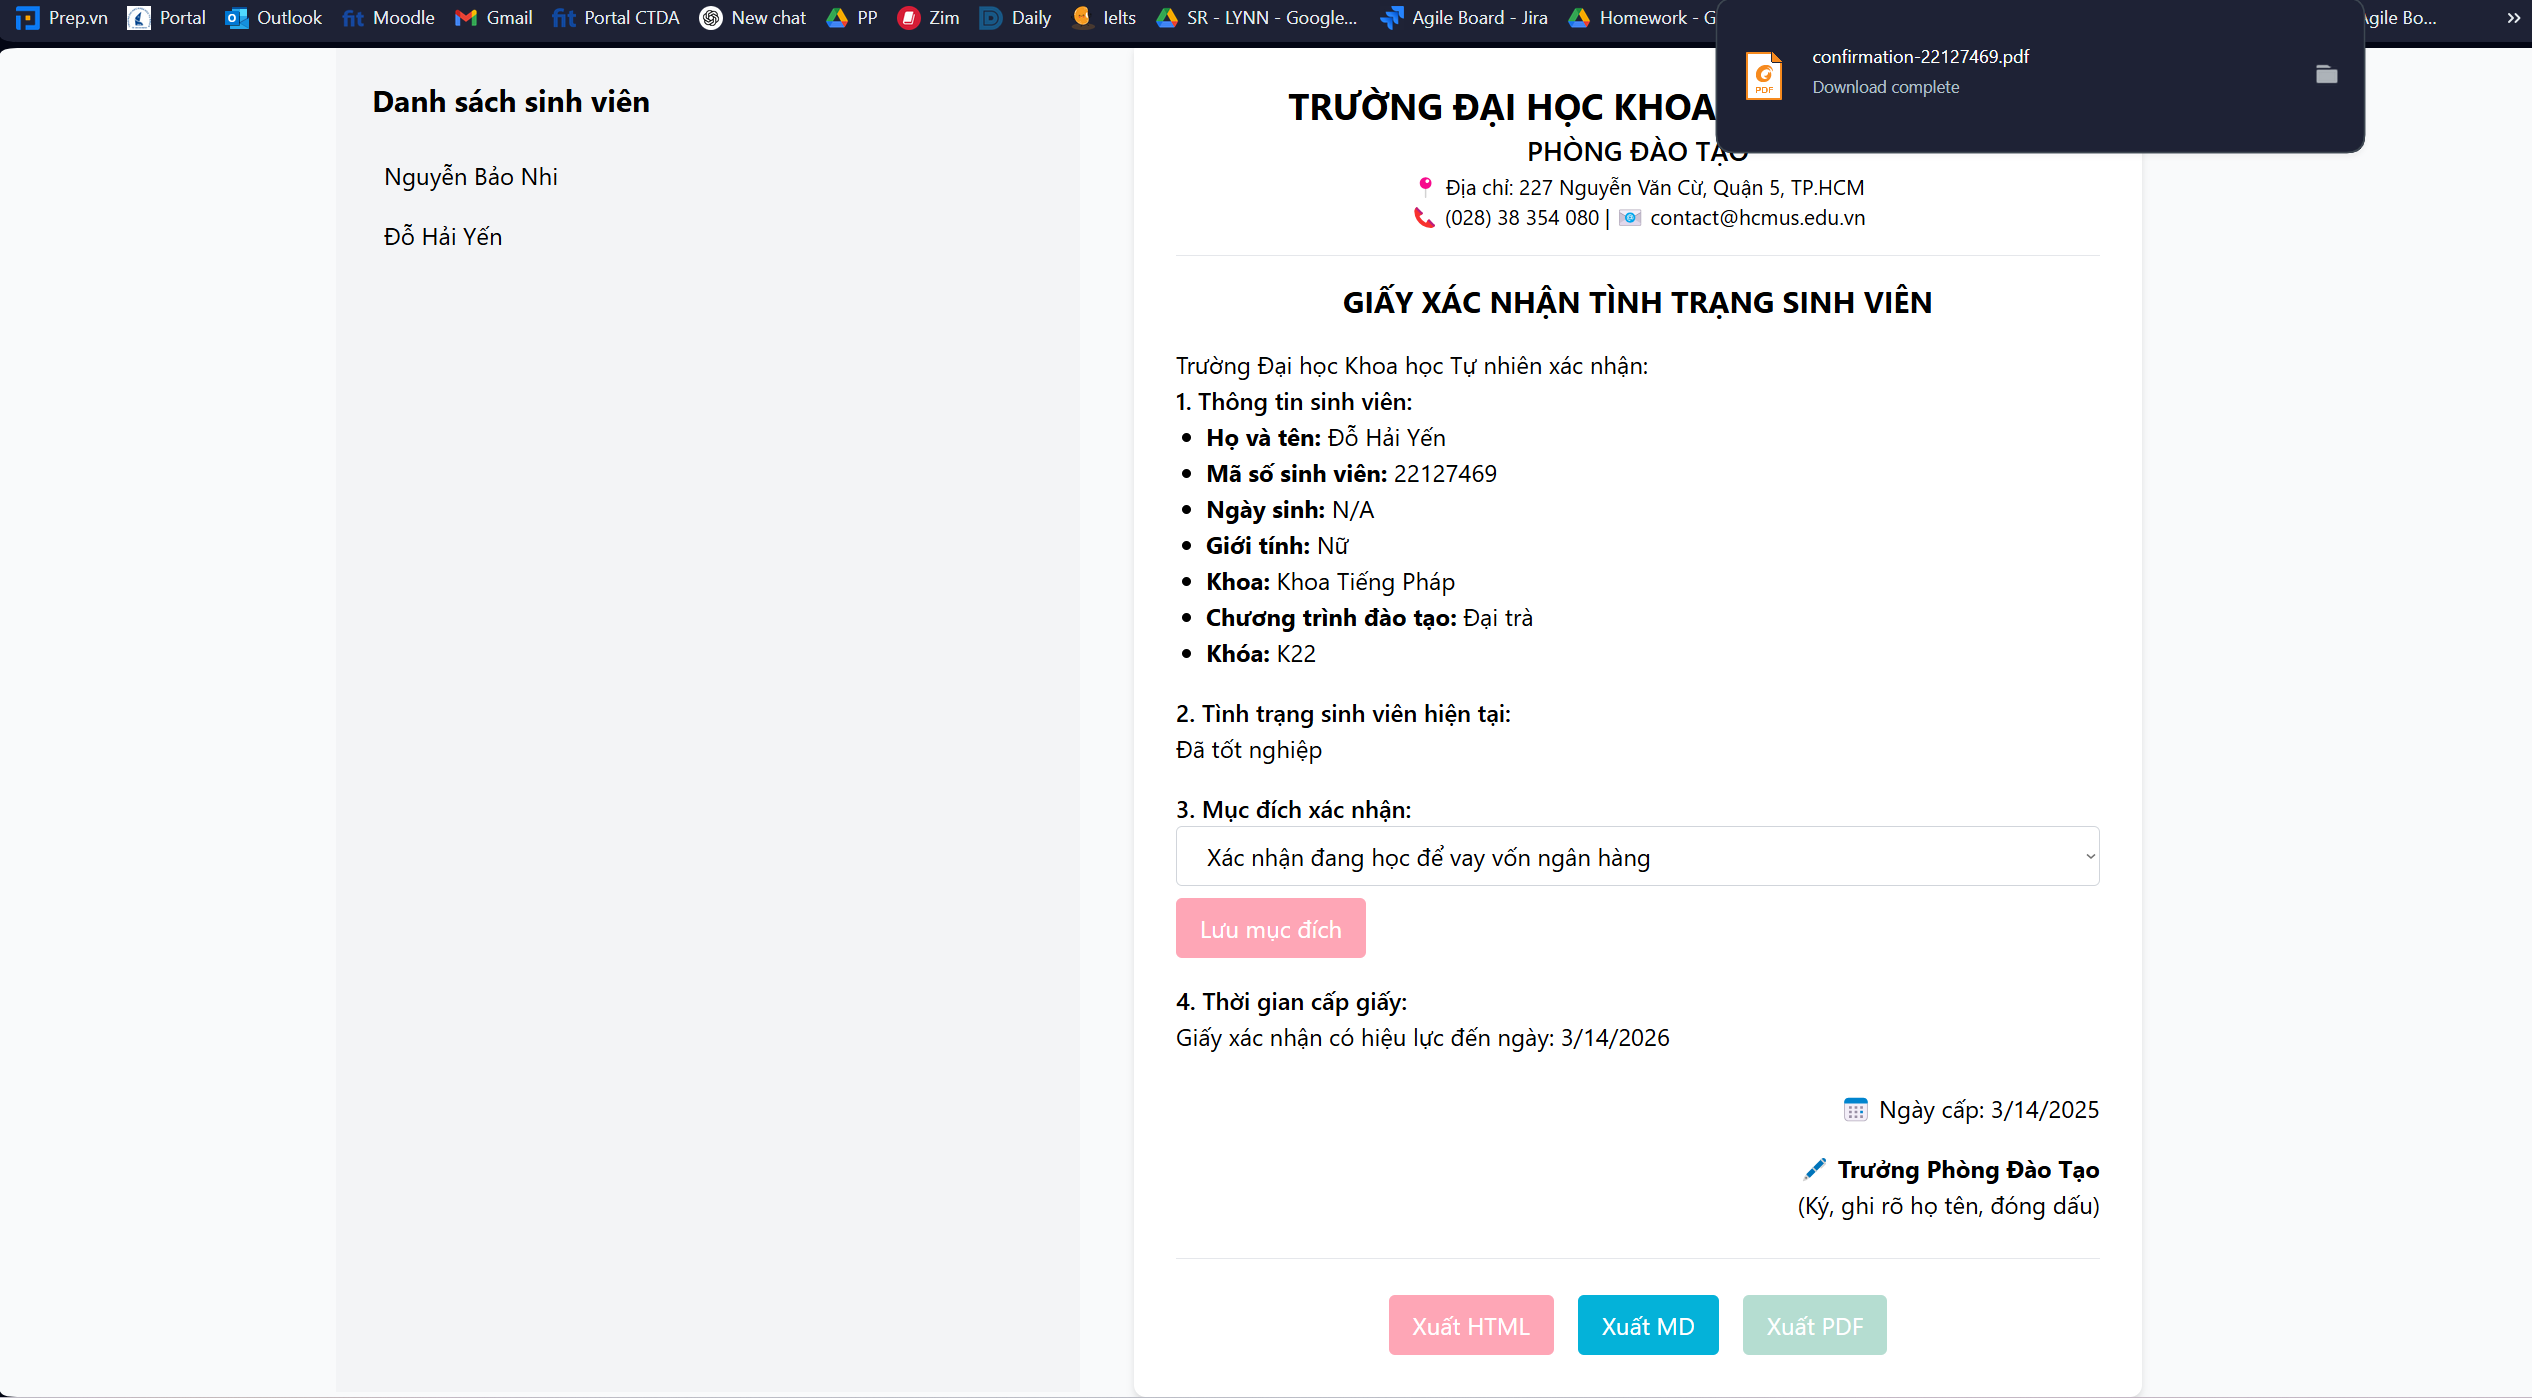 Prep.vn Portal Outlook fit Moodle Gmail fit Portal CTDA New chat PP Zim Daily Ielts SR - LYNN - Google... Agile Board - Jira Homework - G gile Bo... »
confirmation-22127469.pdf
Download complete
PDF
Danh sách sinh viên
Nguyễn Bảo Nhi
Đỗ Hải Yến
TRƯỜNG ĐẠI HỌC KHOA
PHÒNG ĐÀO TẠO
Địa chỉ: 227 Nguyễn Văn Cừ, Quận 5, TP.HCM
(028) 38 354 080 | contact@hcmus.edu.vn
GIẤY XÁC NHẬN TÌNH TRẠNG SINH VIÊN
Trường Đại học Khoa học Tự nhiên xác nhận:
1. Thông tin sinh viên:
• Họ và tên: Đỗ Hải Yến
• Mã số sinh viên: 22127469
• Ngày sinh: N/A
• Giới tính: Nữ
• Khoa: Khoa Tiếng Pháp
• Chương trình đào tạo: Đại trà
• Khóa: K22
2. Tình trạng sinh viên hiện tại:
Đã tốt nghiệp
3. Mục đích xác nhận:
Xác nhận đang học để vay vốn ngân hàng
Lưu mục đích
4. Thời gian cấp giấy:
Giấy xác nhận có hiệu lực đến ngày: 3/14/2026
Ngày cấp: 3/14/2025
Trưởng Phòng Đào Tạo
(Ký, ghi rõ họ tên, đóng dấu)
Xuất HTML Xuất MD Xuất PDF